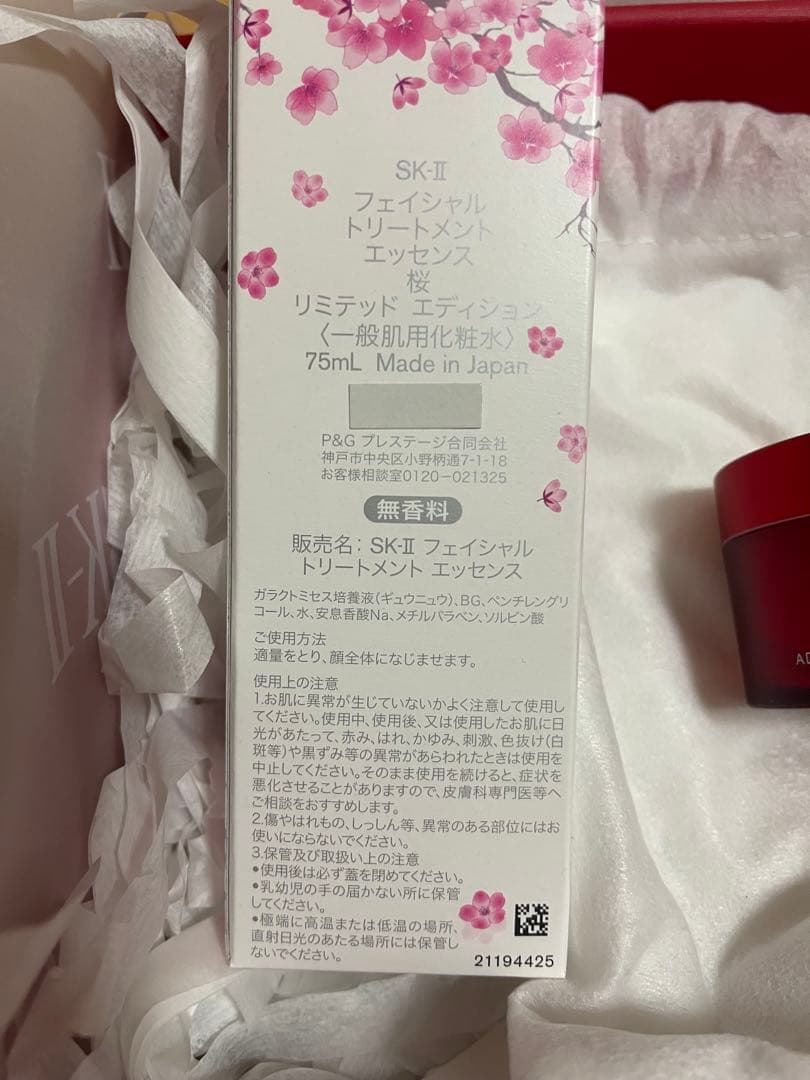 SK-II
フェイシャル
トリートメント
エッセンス
桜
リミテッド エディション
〈一般肌用化粧水〉
75mL Made in Japan
P&G プレステージ合同会社
神戸市中央区小野柄通7-1-18
お客様相談室0120-021325
無香料
販売名: SK-II フェイシャル
トリートメント エッセンス
ガラクトミセス培養液(ギュウニュウ)、BG、ペンチレングリ
コール、水、安息香酸Na、メチルパラベン、ソルビン酸
ご使用方法
適量をとり、顔全体になじませます。
使用上の注意
1.お肌に異常が生じていないかよく注意して使用し
てください。使用中、使用後、又は使用したお肌に日
光があたって、赤み、はれ、かゆみ、刺激、色抜け(白
斑等)や黒ずみ等の異常があらわれたときは使用を
中止してください。そのまま使用を続けると、症状を
悪化させることがありますので、皮膚科専門医等へ
ご相談をおすすめします。
2.傷やはれもの、しっしん等、異常のある部位にはお
使いにならないでください。
3.保管及び取扱い上の注意
•使用後は必ず蓋を閉めてください。
•乳幼児の手の届かない所に保管
してください。
•極端に高温または低温の場所、
直射日光のあたる場所には保管し
ないでください。
21194425
K-II